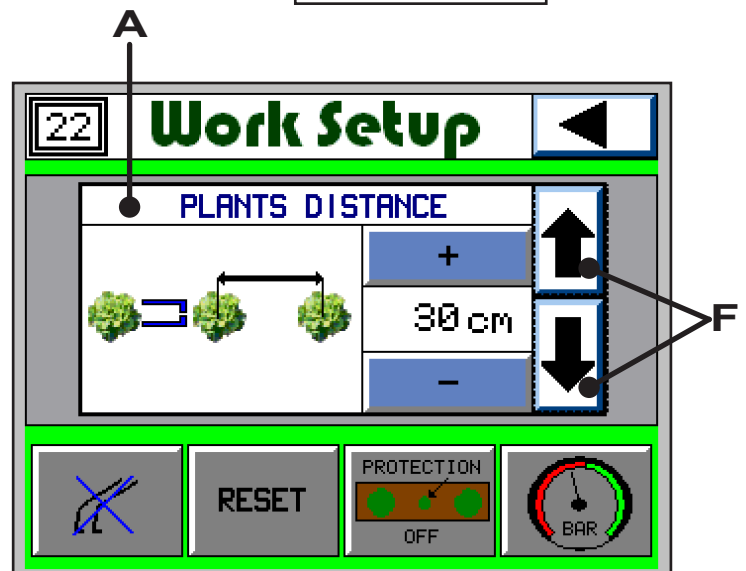 A
22 Work Setup
PLANTS DISTANCE
+
30 cm
-
F
RESET
PROTECTION
OFF
BAR